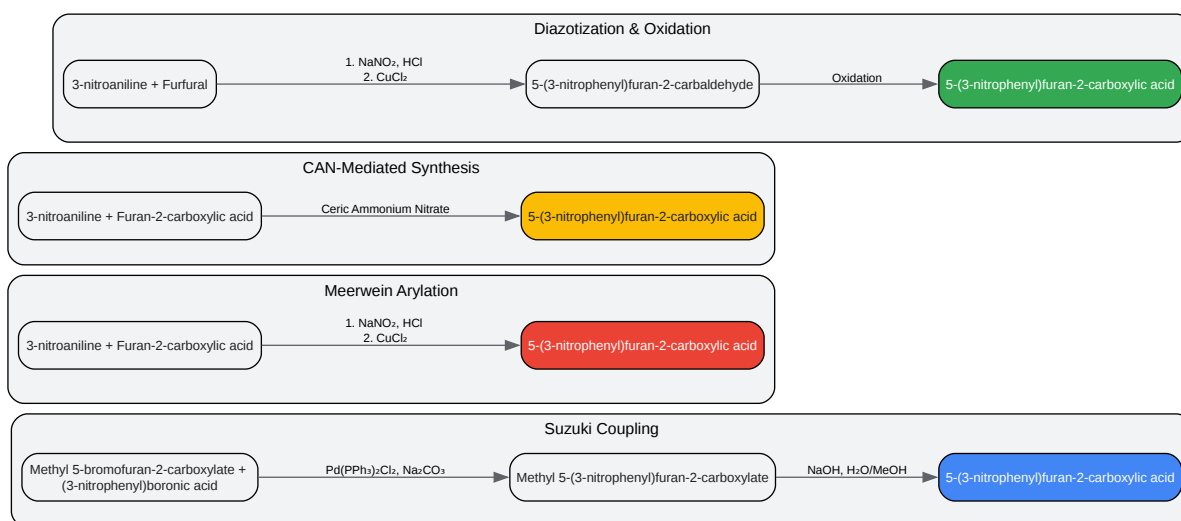 Diazotization & Oxidation
3-nitroaniline + Furfural
1. NaNO₂, HCl
2. CuCl₂
5-(3-nitrophenyl)furan-2-carbaldehyde
Oxidation
5-(3-nitrophenyl)furan-2-carboxylic acid
CAN-Mediated Synthesis
3-nitroaniline + Furan-2-carboxylic acid
Ceric Ammonium Nitrate
5-(3-nitrophenyl)furan-2-carboxylic acid
Meerwein Arylation
3-nitroaniline + Furan-2-carboxylic acid
1. NaNO₂, HCl
2. CuCl₂
5-(3-nitrophenyl)furan-2-carboxylic acid
Suzuki Coupling
Methyl 5-bromofuran-2-carboxylate +
(3-nitrophenyl)boronic acid
Pd(PPh₃)₂Cl₂, Na₂CO₃
Methyl 5-(3-nitrophenyl)furan-2-carboxylate
NaOH, H₂O/MeOH
5-(3-nitrophenyl)furan-2-carboxylic acid